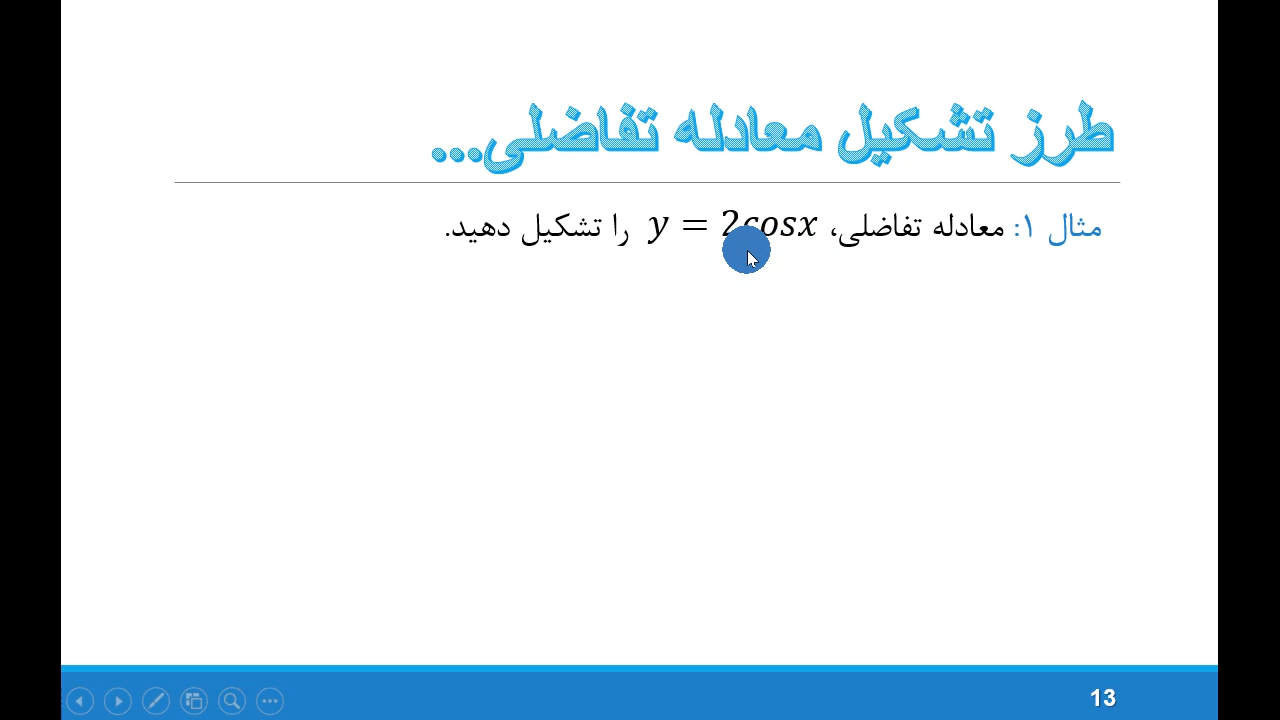 طرز تشکیل معادله تفاضلی...
مثال ۱: معادله تفاضلی، y = 2cosx را تشکیل دهید.
13